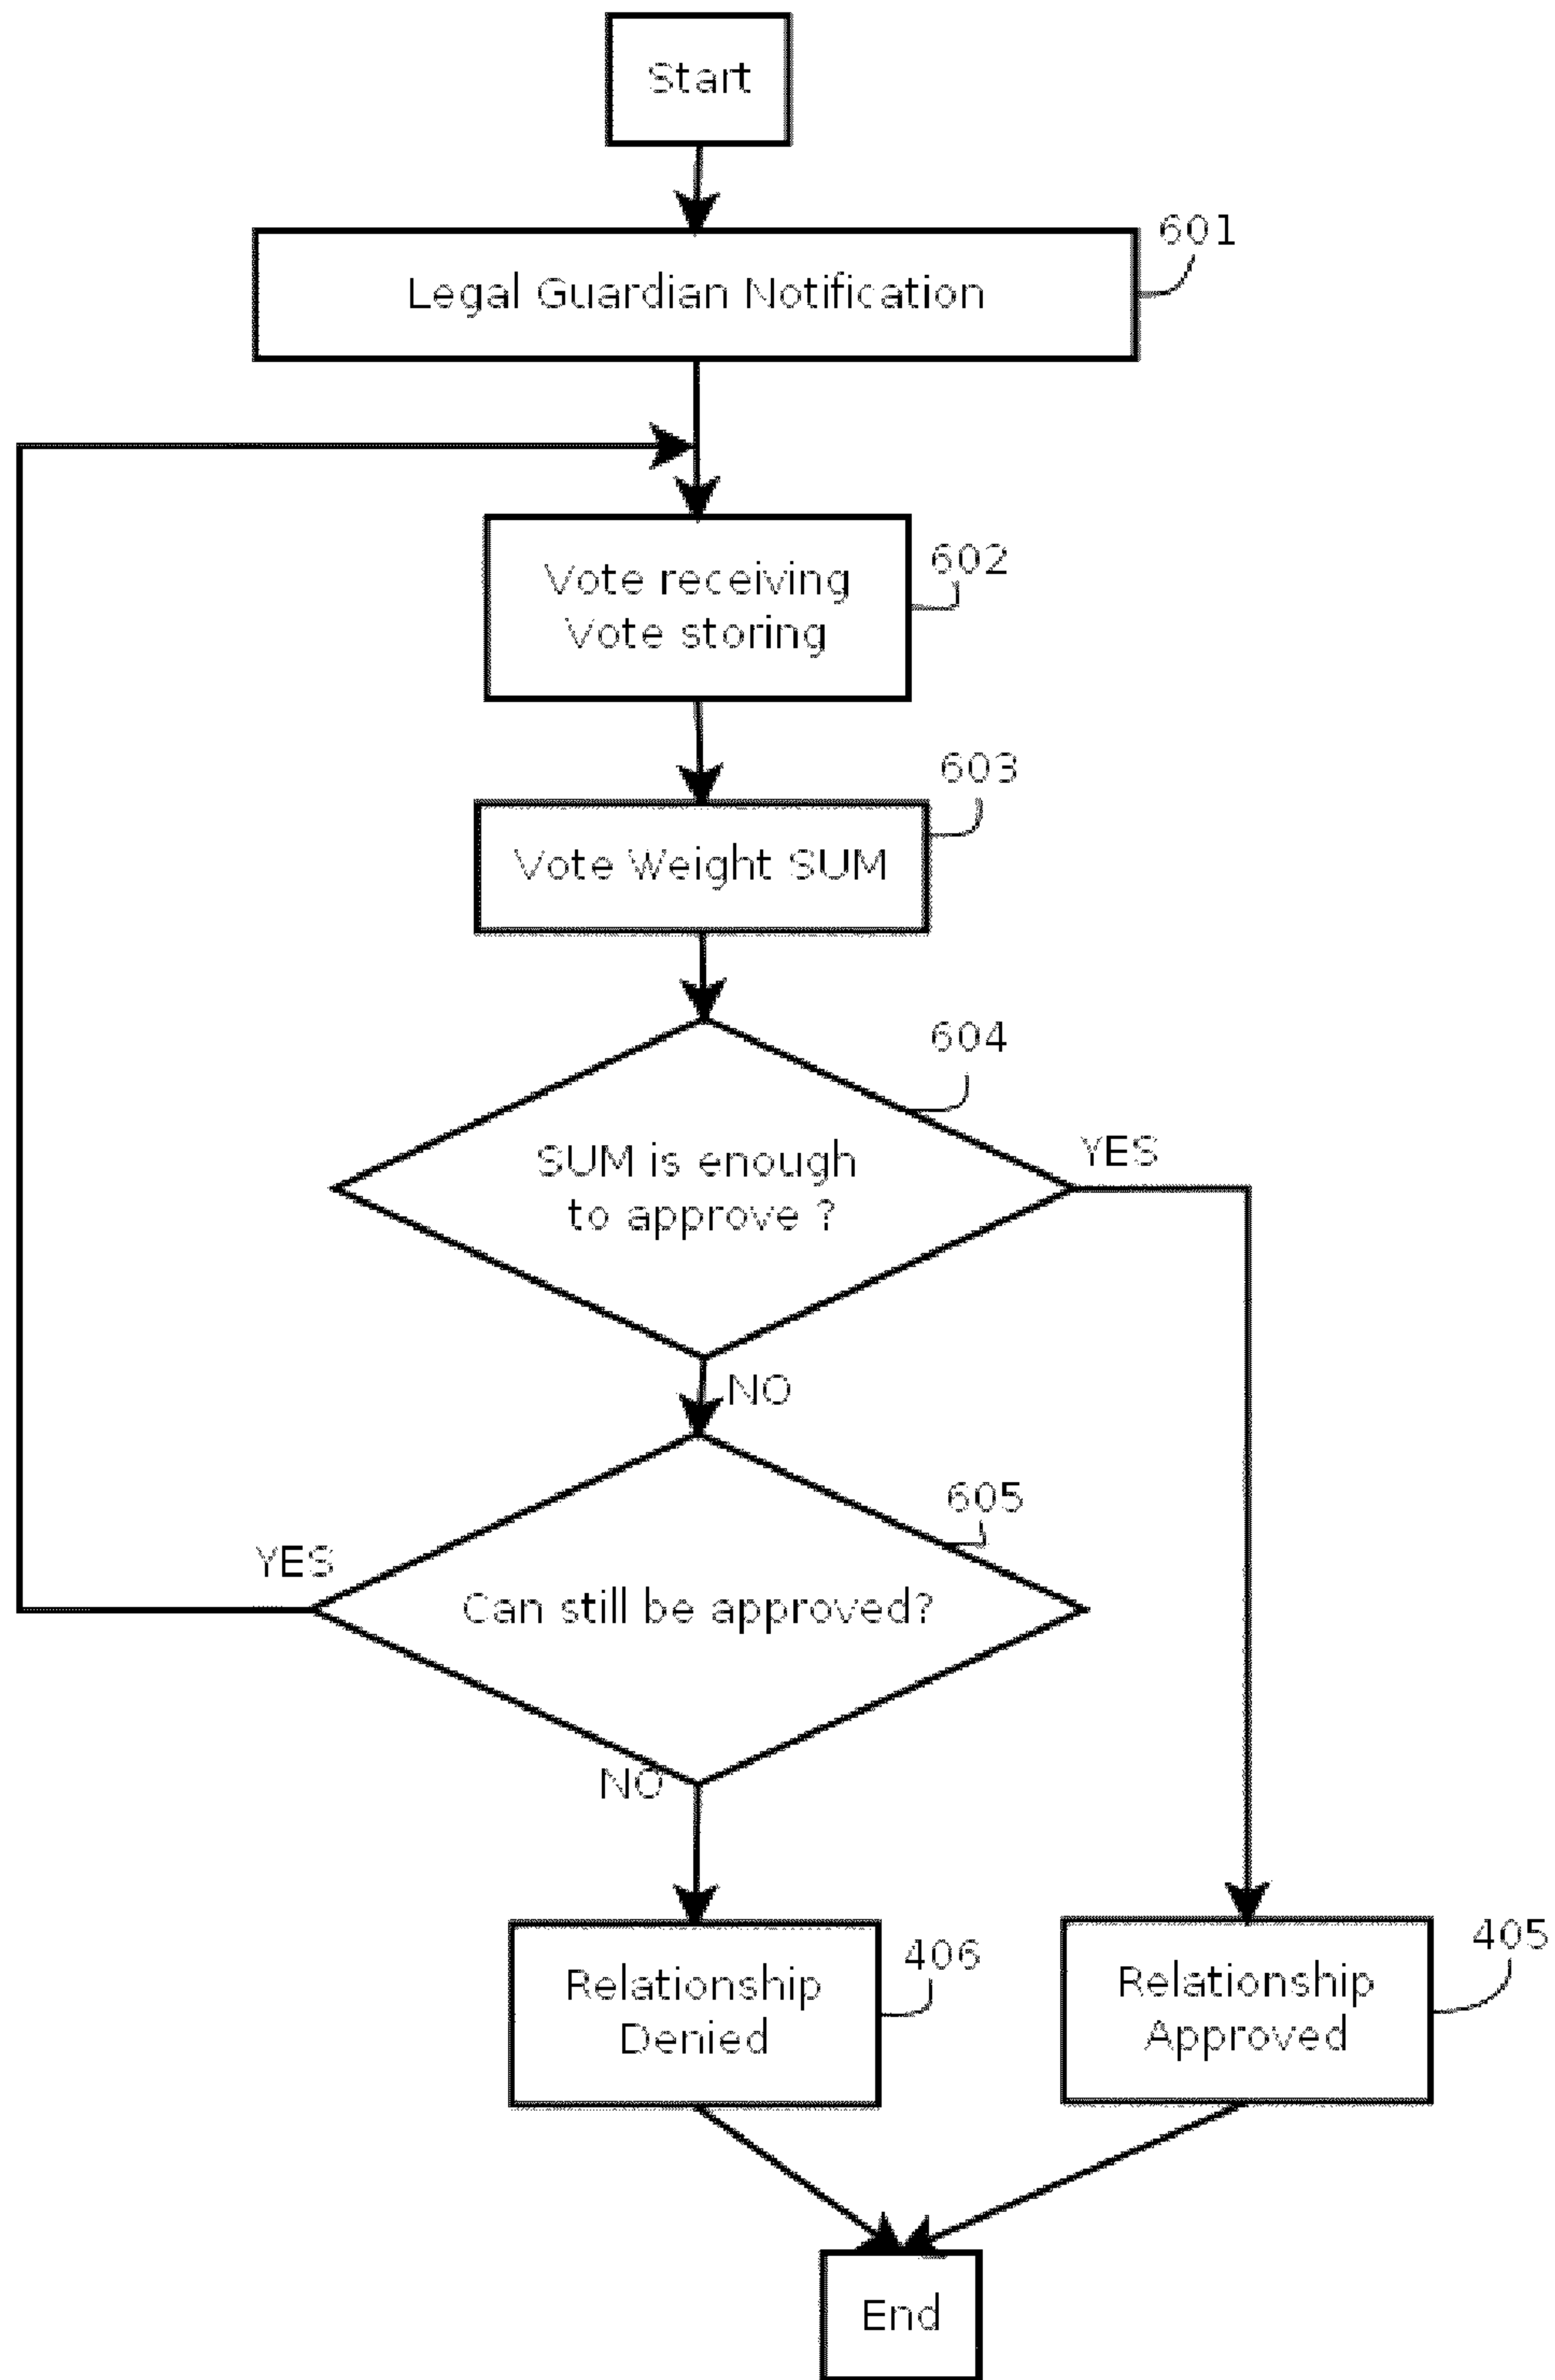 Start
601
Legal Guardian Notification
602
Vote receiving
Vote storing
603
Vote Weight SUM
604
YES
SUM is enough
to approve ?
NO
605
YES
Can still be approved?
NO
406
405
Relationship
Denied
Relationship
Approved
End